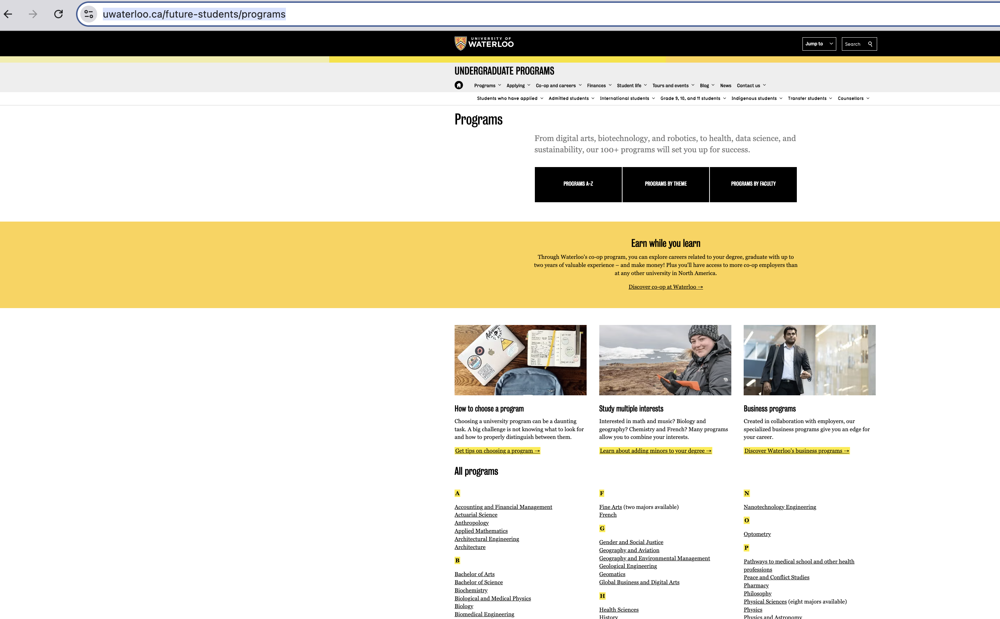 uwaterloo.ca/future-students/programs
UNIVERSITY OF
WATERLOO
Jump to
Search
UNDERGRADUATE PROGRAMS
Programs Applying Co-op and careers Finances Student life Tours and events Blog News Contact us
Students who have applied Admitted students International students Grade 9, 10, and 11 students Indigenous students Transfer students Counsellors
Programs
From digital arts, biotechnology, and robotics, to health, data science, and
sustainability, our 100+ programs will set you up for success.
PROGRAMS A-Z
PROGRAMS BY THEME
PROGRAMS BY FACULTY
Earn while you learn
Through Waterloo's co-op program, you can explore careers related to your degree, graduate with up to
two years of valuable experience – and make money! Plus you'll have access to more co-op employers than
at any other university in North America.
Discover co-op at Waterloo →
BANFF
How to choose a program
Choosing a university program can be a daunting
task. A big challenge is not knowing what to look for
and how to properly distinguish between them.
Get tips on choosing a program →
Study multiple interests
Interested in math and music? Biology and
geography? Chemistry and French? Many programs
allow you to combine your interests.
Learn about adding minors to your degree →
Business programs
Created in collaboration with employers, our
specialized business programs give you an edge for
your career.
Discover Waterloo's business programs →
All programs
A
Accounting and Financial Management
Actuarial Science
Anthropology
Applied Mathematics
Architectural Engineering
Architecture
B
Bachelor of Arts
Bachelor of Science
Biochemistry
Biological and Medical Physics
Biology
Biomedical Engineering
F
Fine Arts (two majors available)
French
G
Gender and Social Justice
Geography and Aviation
Geography and Environmental Management
Geological Engineering
Geomatics
Global Business and Digital Arts
H
Health Sciences
History
N
Nanotechnology Engineering
O
Optometry
P
Pathways to medical school and other health
professions
Peace and Conflict Studies
Pharmacy
Philosophy
Physical Sciences (eight majors available)
Physics
Physics and Astronomy